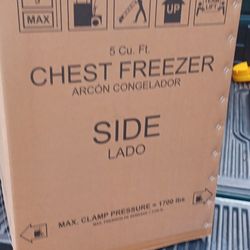 MAX
UP
5 Cu. Ft.
CHEST FREEZER
ARCÓN CONGELADOR
SIDE
LADO
MAX. CLAMP PRESSURE = 1700 lbs